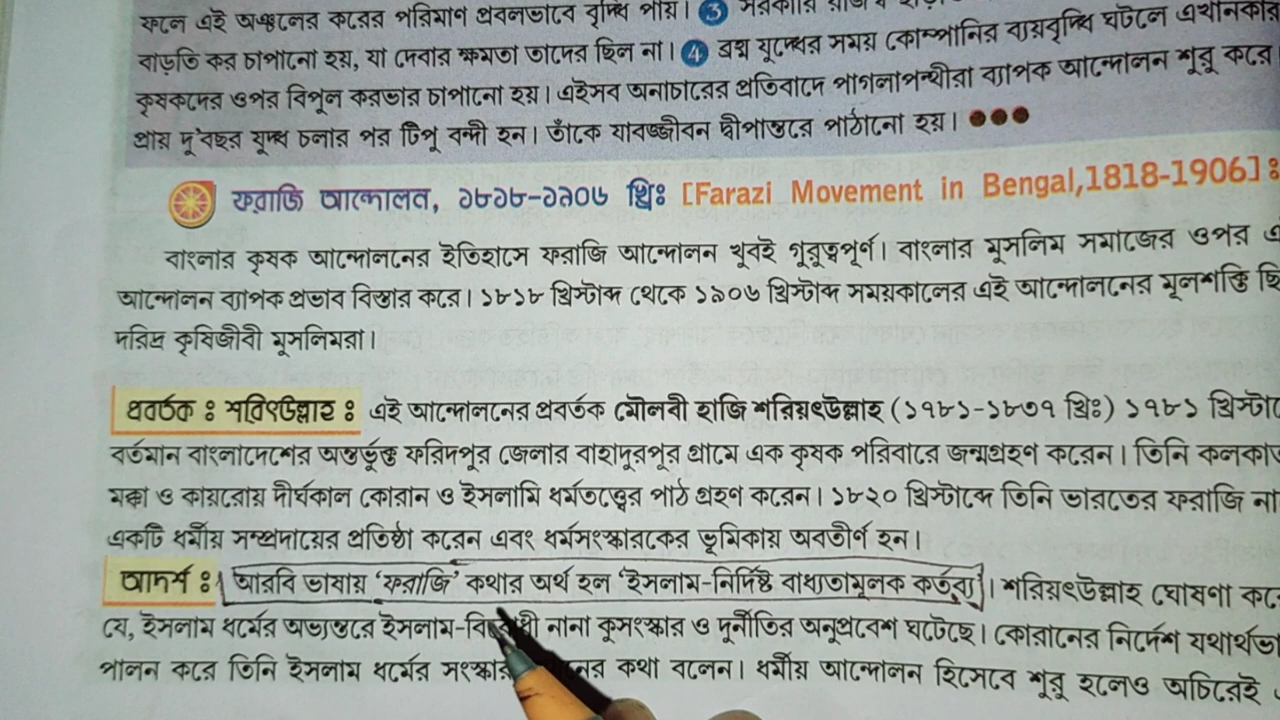 ফলে এই অঞ্চলের করের পরিমাণ প্রবলভাবে বৃদ্ধি পায়। ③ সরকারি
বাড়তি কর চাপানো হয়, যা দেবার ক্ষমতা তাদের ছিল না। ④ ব্রহ্ম যুদ্ধের সময় কোম্পানির ব্যয়বৃদ্ধি ঘটলে এখানকার
কৃষকদের ওপর বিপুল করভার চাপানো হয়। এইসব অনাচারের প্রতিবাদে পাগলাপন্থীরা ব্যাপক আন্দোলন শুরু করে
প্রায় দু'বছর যুদ্ধ চলার পর টিপু বন্দী হন। তাঁকে যাবজ্জীবন দ্বীপান্তরে পাঠানো হয়। ●●●
ফরাজি আন্দোলন, ১৮১৮-১৯০৬ খ্রিঃ [Farazi Movement in Bengal,1818-1906] :
বাংলার কৃষক আন্দোলনের ইতিহাসে ফরাজি আন্দোলন খুবই গুরুত্বপূর্ণ। বাংলার মুসলিম সমাজের ওপর এ
আন্দোলন ব্যাপক প্রভাব বিস্তার করে। ১৮১৮ খ্রিস্টাব্দ থেকে ১৯০৬ খ্রিস্টাব্দ সময়কালের এই আন্দোলনের মূলশক্তি ছি
দরিদ্র কৃষিজীবী মুসলিমরা।
প্রবর্তক : শরিৎউল্লাহ : এই আন্দোলনের প্রবর্তক মৌলবী হাজি শরিয়ৎউল্লাহ (১৭৮১-১৮৩৭ খ্রিঃ) ১৭৮১ খ্রিস্টা
বর্তমান বাংলাদেশের অন্তর্ভুক্ত ফরিদপুর জেলার বাহাদুরপুর গ্রামে এক কৃষক পরিবারে জন্মগ্রহণ করেন। তিনি কলকা
মক্কা ও কায়রোয় দীর্ঘকাল কোরান ও ইসলামি ধর্মতত্ত্বের পাঠ গ্রহণ করেন। ১৮২০ খ্রিস্টাব্দে তিনি ভারতের ফরাজি না
একটি ধর্মীয় সম্প্রদায়ের প্রতিষ্ঠা করেন এবং ধর্মসংস্কারকের ভূমিকায় অবতীর্ণ হন।
আদর্শ : আরবি ভাষায় ‘ফরাজি’ কথার অর্থ হল ‘ইসলাম-নির্দিষ্ট বাধ্যতামূলক কর্তব্য’। শরিয়ৎউল্লাহ ঘোষণা কর
যে, ইসলাম ধর্মের অভ্যন্তরে ইসলাম- নানা কুসংস্কার ও দুর্নীতির অনুপ্রবেশ ঘটেছে। কোরানের নির্দেশ যথার্থভা
পালন করে তিনি ইসলাম ধর্মের কথা বলেন। ধর্মীয় আন্দোলন হিসেবে শুরু হলেও অচিরেই